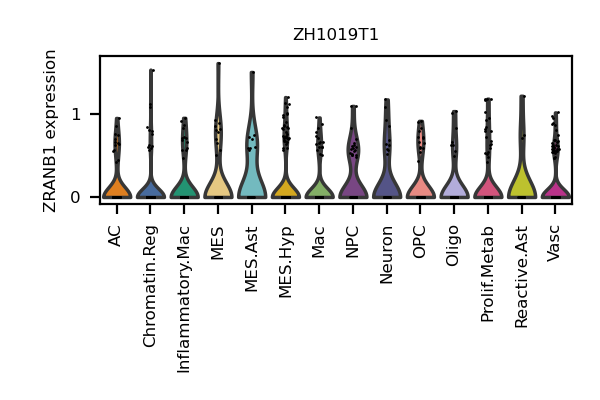 ZH1019T1
ZRANB1 expression
1
0
AC
Chromatin.Reg
Inflammatory.Mac
MES
MES.Ast
MES.Hyp
Mac
NPC
Neuron
OPC
Oligo
Prolif.Metab
Reactive.Ast
Vasc